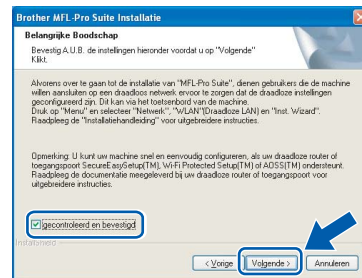 Brother MFL-Pro Suite Installatie
Belangrijke Boodschap
Bevestig A.U.B. de instellingen hieronder voordat u op "Volgende"
Klikt.
Alvorens over te gaan tot de installatie van "MFL-Pro Suite", dienen gebruikers die de machine
willen aansluiten op een draadloos netwerk ervoor te zorgen dat de draadloze instellingen
geconfigureerd zijn. Dit kan via het toetsenbord van de machine.
Druk op "Menu" en selecteer "Netwerk", "WLAN"(Draadloze LAN) en "Inst. Wizard".
Raadpleeg de "Installatiehandleiding" voor uitgebreidere instructies.
Opmerking: U kunt uw machine snel en eenvoudig configureren, als uw draadloze router of
toegangspoort SecureEasySetup[TM], Wi-Fi Protected Setup[TM] of AOSS[TM] ondersteunt.
Raadpleeg de documentatie meegeleverd bij uw draadloze router of toegangspoort voor
uitgebreidere instructies.
gecontroleerd en bevestigd
InstallShield
< Vorige
Volgende >
Annuleren